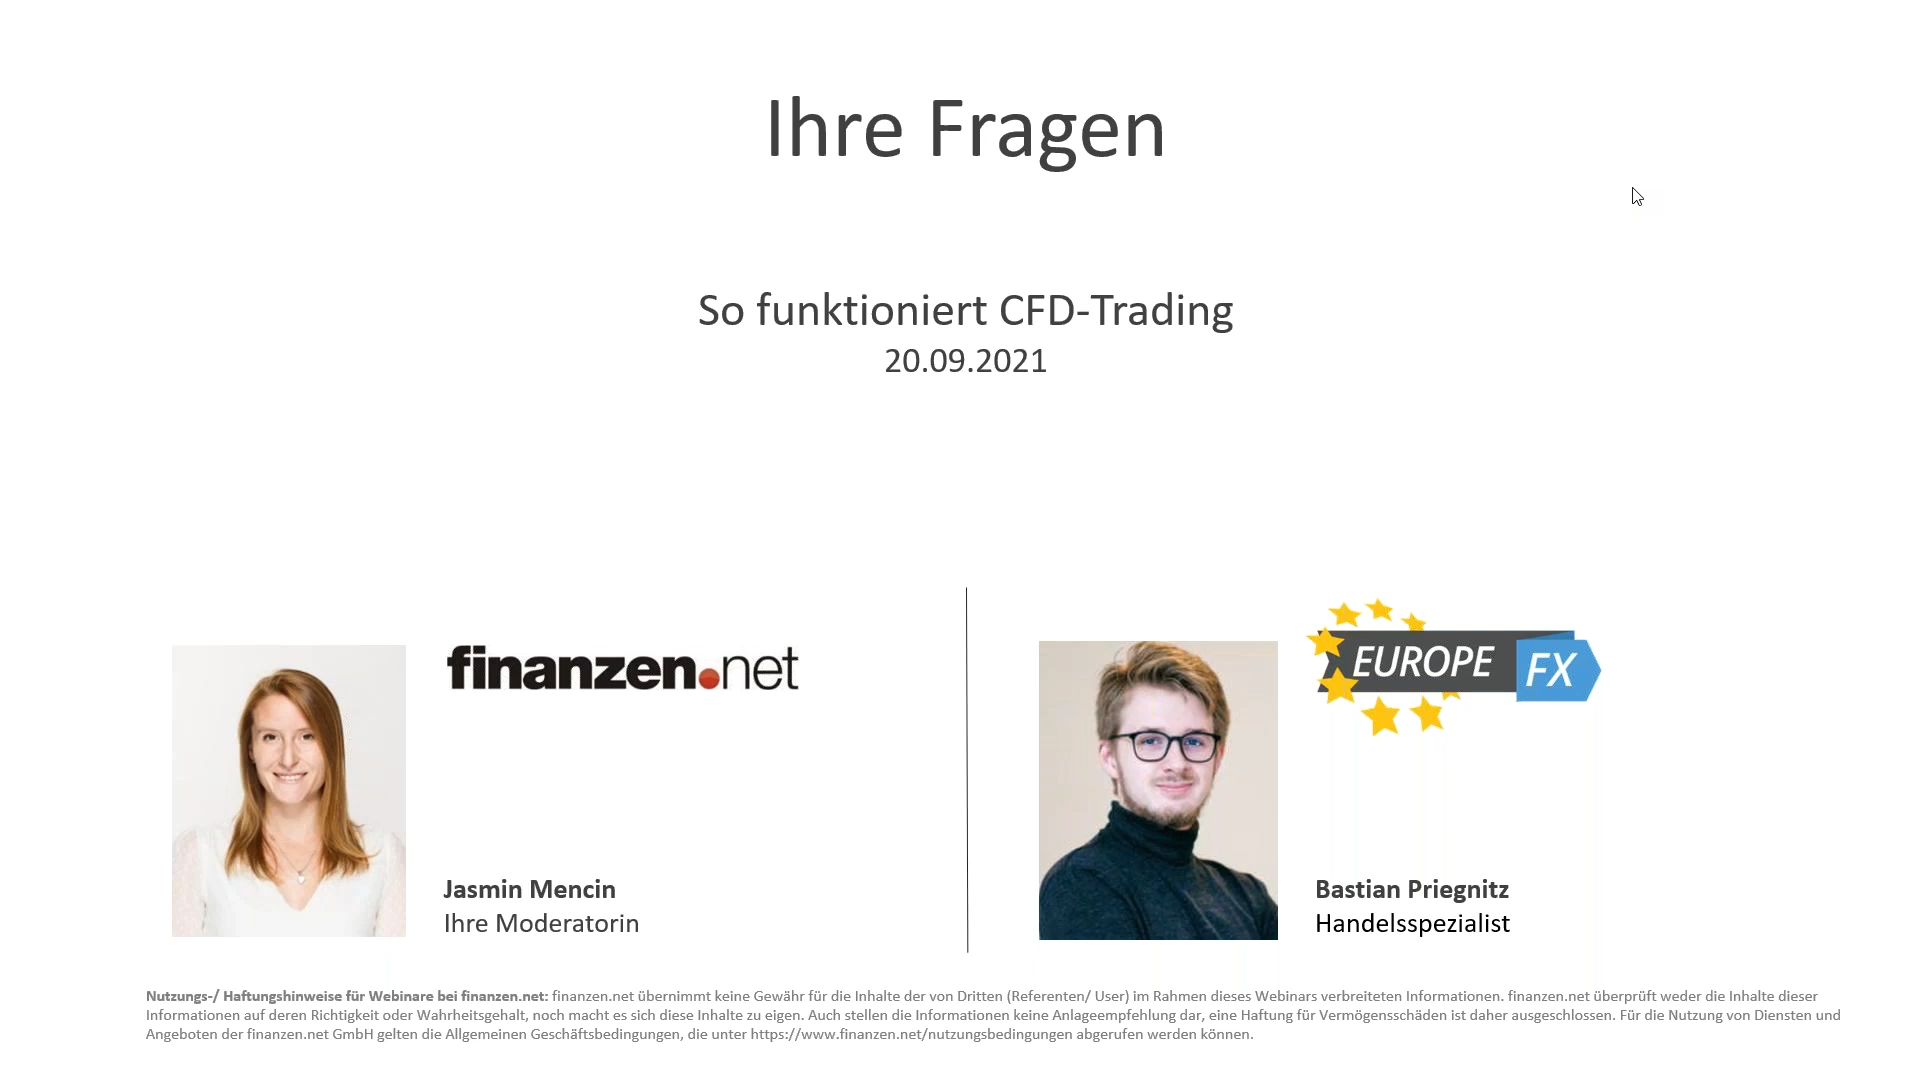 Ihre Fragen
So funktioniert CFD-Trading
20.09.2021
finanzen.net
EUROPE FX
Jasmin Mencin
Ihre Moderatorin
Bastian Priegnitz
Handelsspezialist
Nutzungs-/ Haftungshinweise für Webinare bei finanzen.net: finanzen.net übernimmt keine Gewähr für die Inhalte der von Dritten (Referenten/ User) im Rahmen dieses Webinars verbreiteten Informationen. finanzen.net überprüft weder die Inhalte dieser
Informationen auf deren Richtigkeit oder Wahrheitsgehalt, noch macht es sich diese Inhalte zu eigen. Auch stellen die Informationen keine Anlageempfehlung dar, eine Haftung für Vermögensschäden ist daher ausgeschlossen. Für die Nutzung von Diensten und
Angeboten der finanzen.net GmbH gelten die Allgemeinen Geschäftsbedingungen, die unter https://www.finanzen.net/nutzungsbedingungen abgerufen werden können.